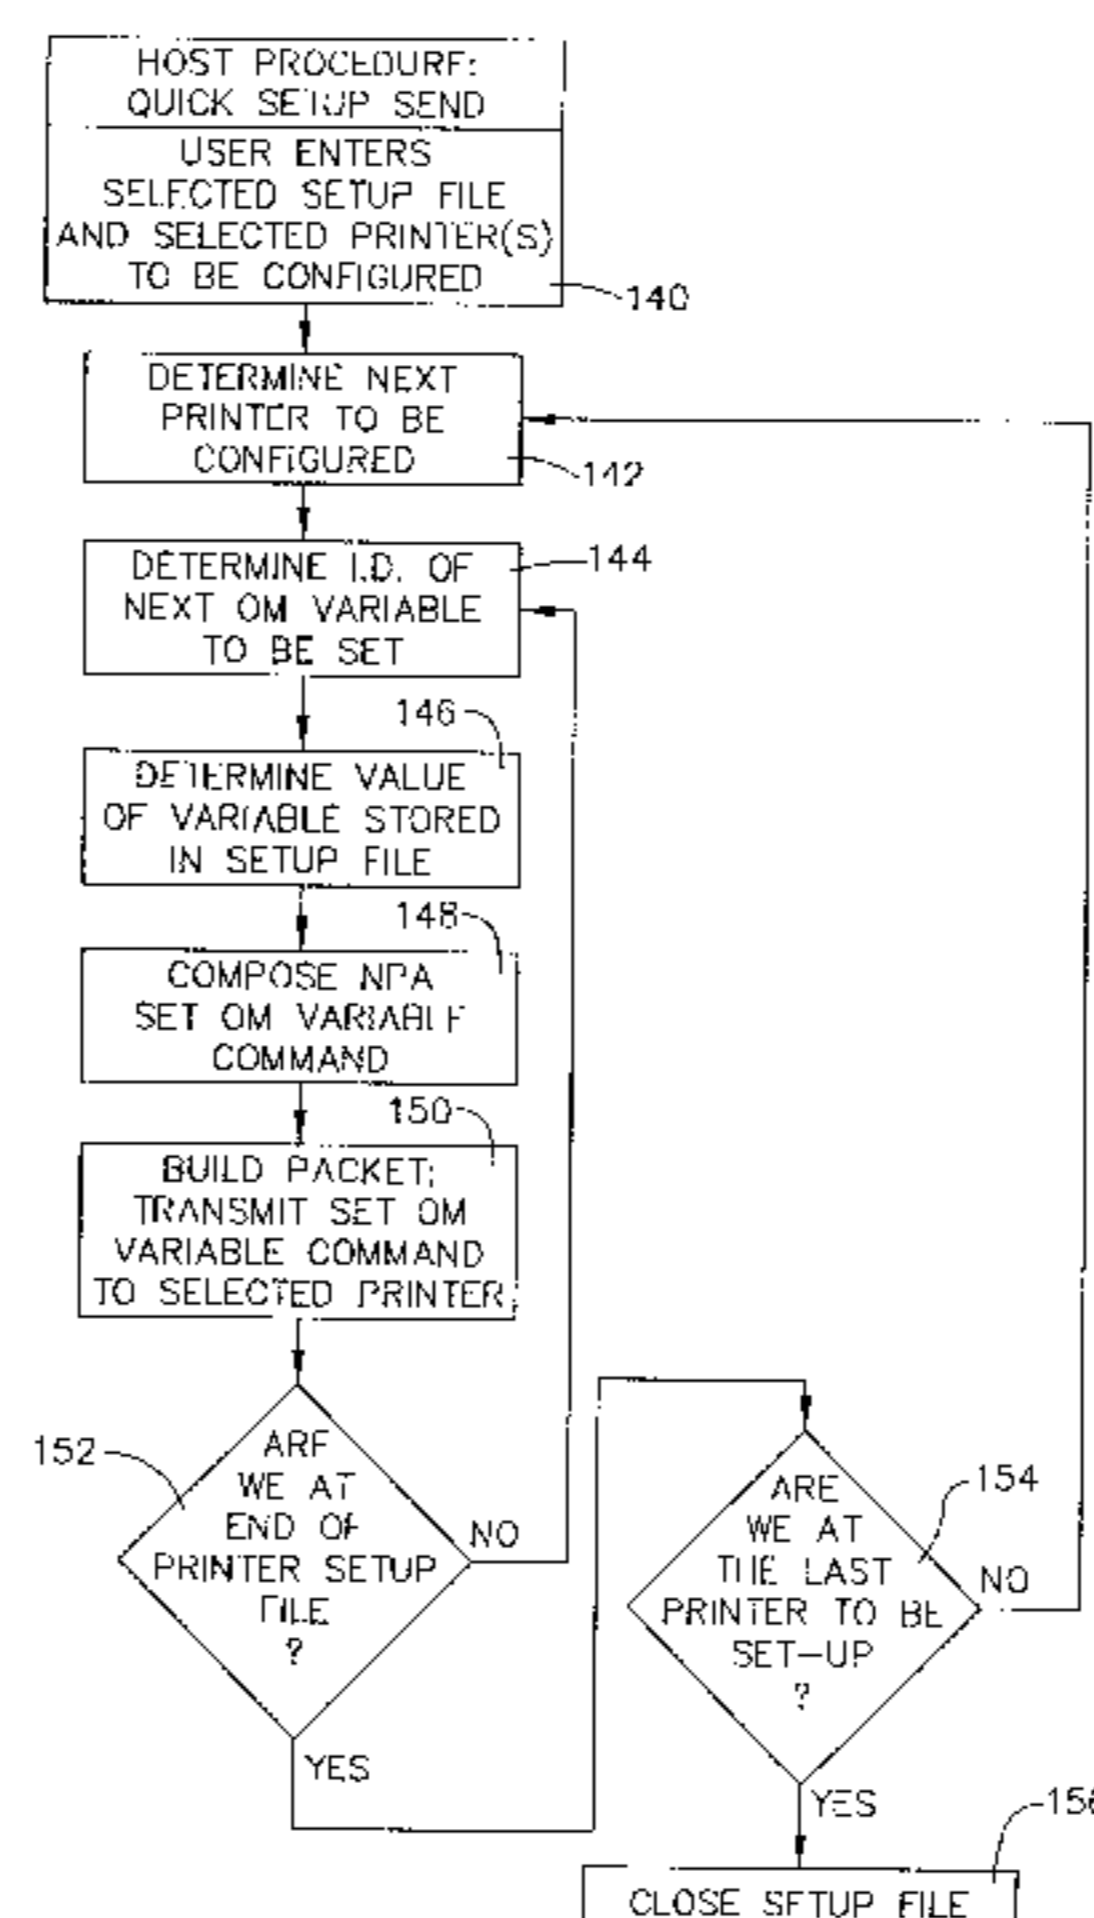 HOST PROCEDURE:
QUICK SETUP SEND
USER ENTERS
SELECTED SETUP FILE
AND SELECTED PRINTER(S)
TO BE CONFIGURED
140
DETERMINE NEXT
PRINTER TO BE
CONFIGURED
142
DETERMINE I.D. OF
NEXT OM VARIABLE
TO BE SET
144
146
DETERMINE VALUE
OF VARIABLE STORED
IN SETUP FILE
148
COMPOSE NPA
SET OM VARIABLE
COMMAND
150
BUILD PACKET;
TRANSMIT SET OM
VARIABLE COMMAND
TO SELECTED PRINTER
152
ARE
WE AT
END OF
PRINTER SETUP
FILE
?
NO
YES
154
ARE
WE AT
THE LAST
PRINTER TO BE
SET-UP
?
NO
YES
156
CLOSE SETUP FILE